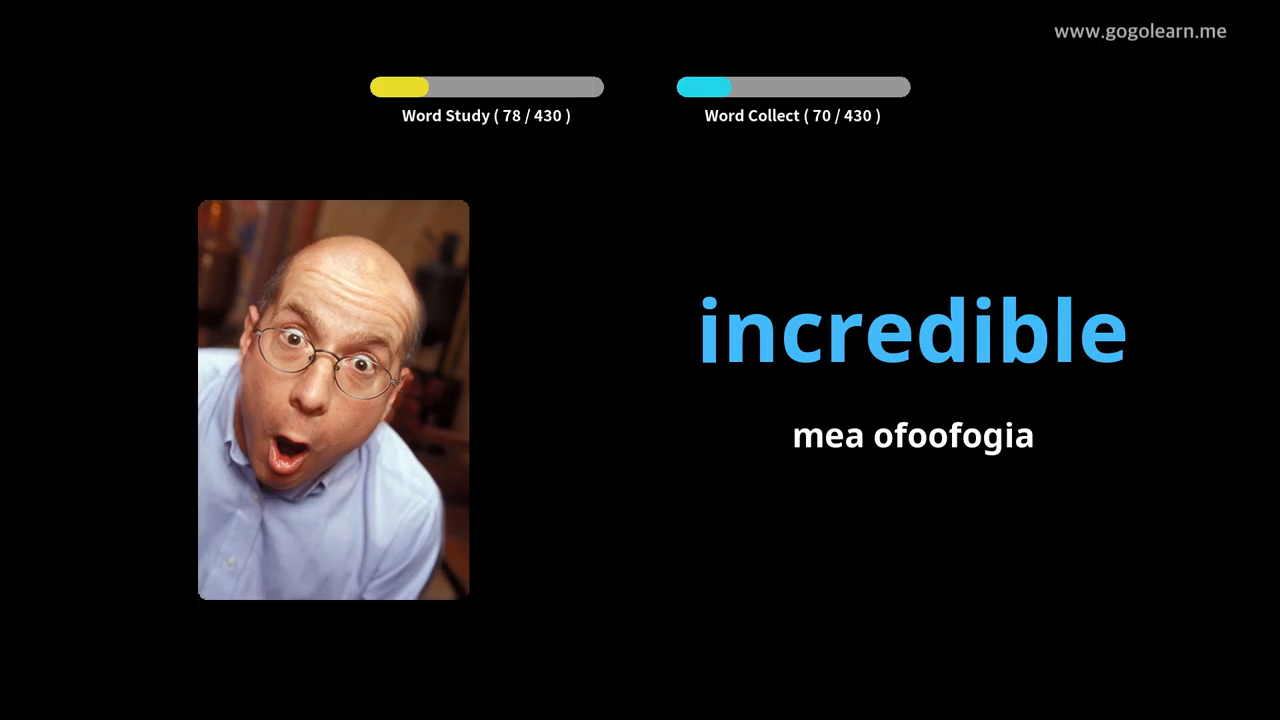 www.gogolearn.me
Word Study ( 78 / 430 )
Word Collect ( 70 / 430 )
incredible
mea ofoofogia